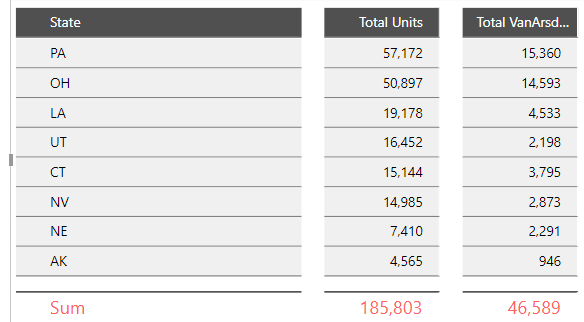 State Total Units Total VanArsd...
PA 57,172 15,360
OH 50,897 14,593
LA 19,178 4,533
UT 16,452 2,198
CT 15,144 3,795
NV 14,985 2,873
NE 7,410 2,291
AK 4,565 946
Sum 185,803 46,589